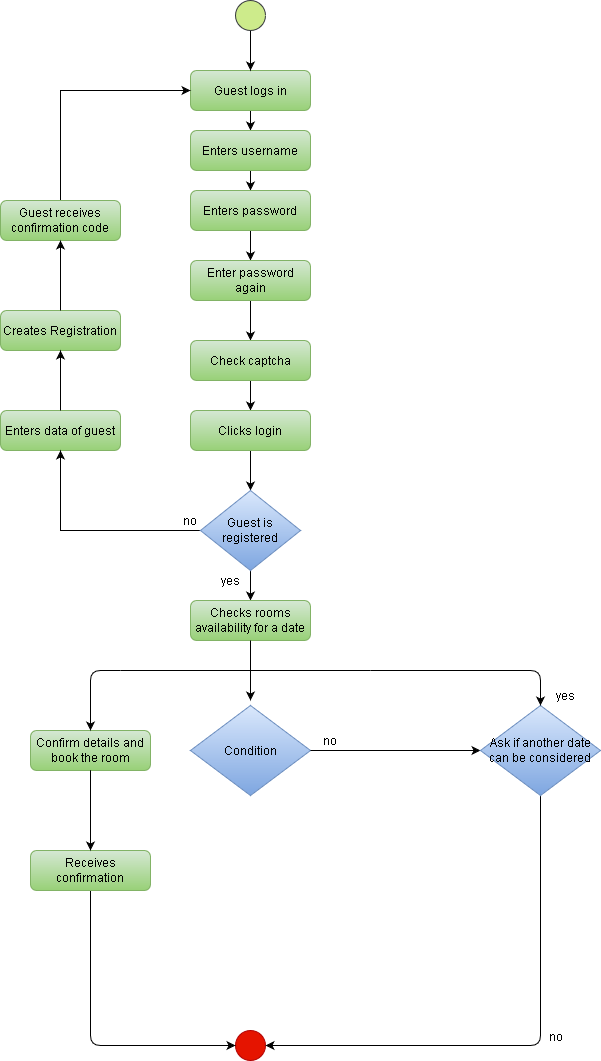 Guest logs in
Enters username
Enters password
Guest receives
confirmation code
Enter password
again
Creates Registration
Check captcha
Enters data of guest
Clicks login
no
Guest is
registered
yes
Checks rooms
availability for a date
yes
Confirm details and
book the room
Condition
no
Ask if another date
can be considered
Receives
confirmation
no